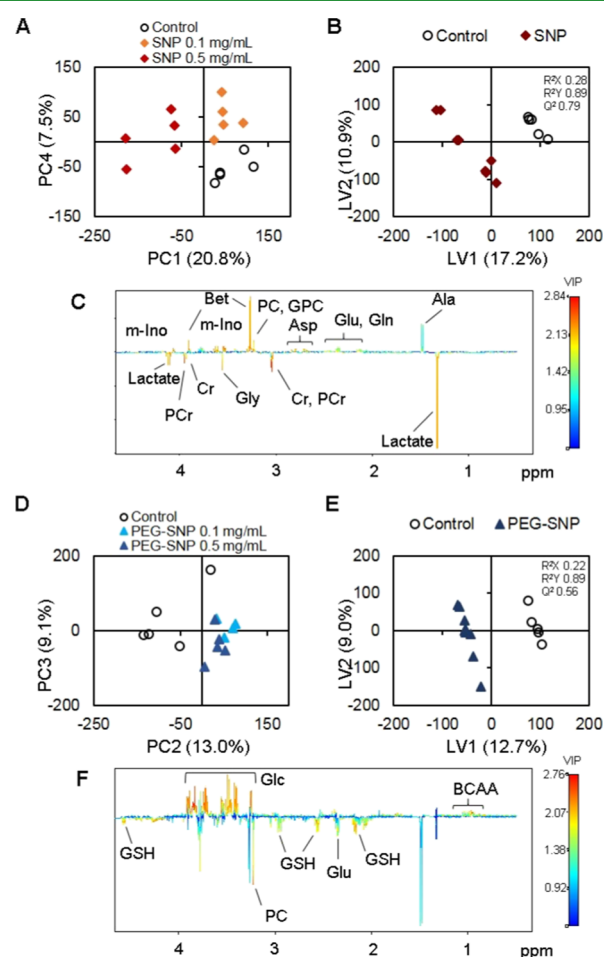 A
Control
SNP 0.1 mg/mL
SNP 0.5 mg/mL
150
50
-50
-150
-250
-50
150
PC4 (7.5%)
PC1 (20.8%)
B
Control
SNP
R²X 0.28
R²Y 0.89
Q² 0.79
200
100
0
-100
-200
-200
-100
0
100
200
LV2 (10.9%)
LV1 (17.2%)
C
Bet
PC, GPC
m-Ino
m-Ino
Asp
Glu, Gln
Ala
Lactate
PCr
Cr
Gly
Cr, PCr
Lactate
4
3
2
1
ppm
VIP
2.84
2.13
1.42
0.95
D
Control
PEG-SNP 0.1 mg/mL
PEG-SNP 0.5 mg/mL
200
0
-200
-250
-50
150
PC3 (9.1%)
PC2 (13.0%)
E
Control
PEG-SNP
R²X 0.22
R²Y 0.89
Q² 0.56
200
100
0
-100
-200
-200
-100
0
100
200
LV2 (9.0%)
LV1 (12.7%)
F
Glc
BCAA
GSH
GSH
Glu
GSH
PC
4
3
2
1
ppm
VIP
2.76
2.07
1.38
0.92